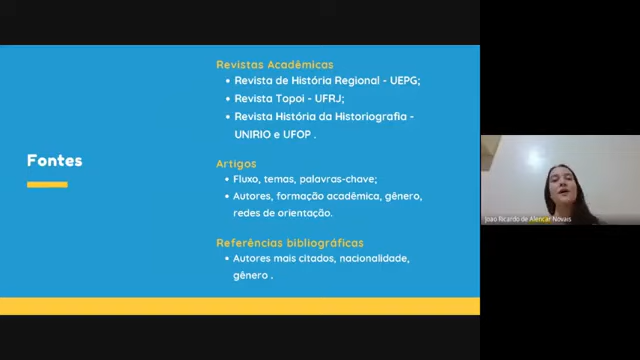 Fontes
Revistas Acadêmicas
Revista de História Regional - UEPG;
Revista Topoi - UFRJ;
Revista História da Historiografia -
UNIRIO e UFOP .
Artigos
Fluxo, temas, palavras-chave;
Autores, formação acadêmica, gênero,
redes de orientação.
Referências bibliográficas
Autores mais citados, nacionalidade,
gênero .
Joao Ricardo de Alencar Novais